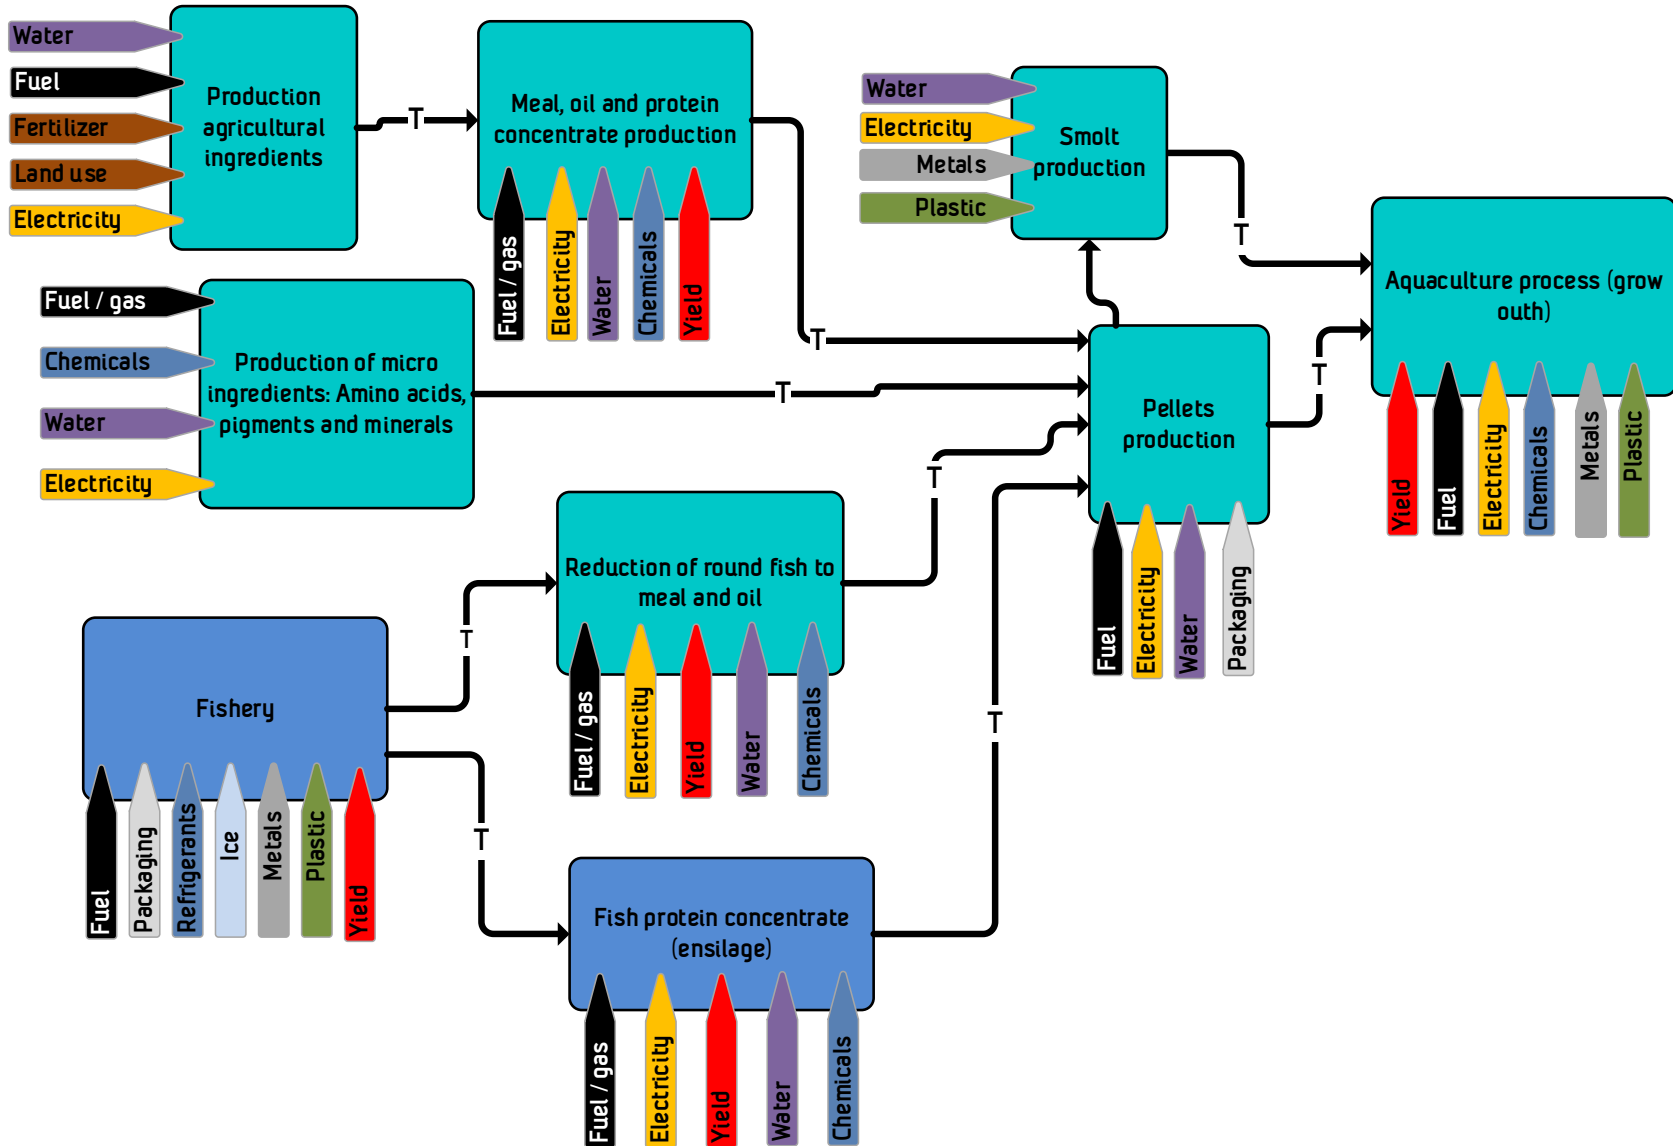 Water
Fuel
Fertilizer
Land use
Electricity
Production
agricultural
ingredients
T
Meal, oil and protein
concentrate production
Fuel / gas
Electricity
Water
Chemicals
Yield
T
Water
Electricity
Metals
Plastic
Smolt
production
T
Aquaculture process (grow
outh)
Yield
Fuel
Electricity
Chemicals
Metals
Plastic
Fuel / gas
Chemicals
Water
Electricity
Production of micro
ingredients: Amino acids,
pigments and minerals
T
Pellets
production
Fuel
Electricity
Water
Packaging
T
Reduction of round fish to
meal and oil
Fuel / gas
Electricity
Yield
Water
Chemicals
T
Fishery
Fuel
Packaging
Refrigerants
Ice
Metals
Plastic
Yield
T
T
Fish protein concentrate
(ensilage)
Fuel / gas
Electricity
Yield
Water
Chemicals
T